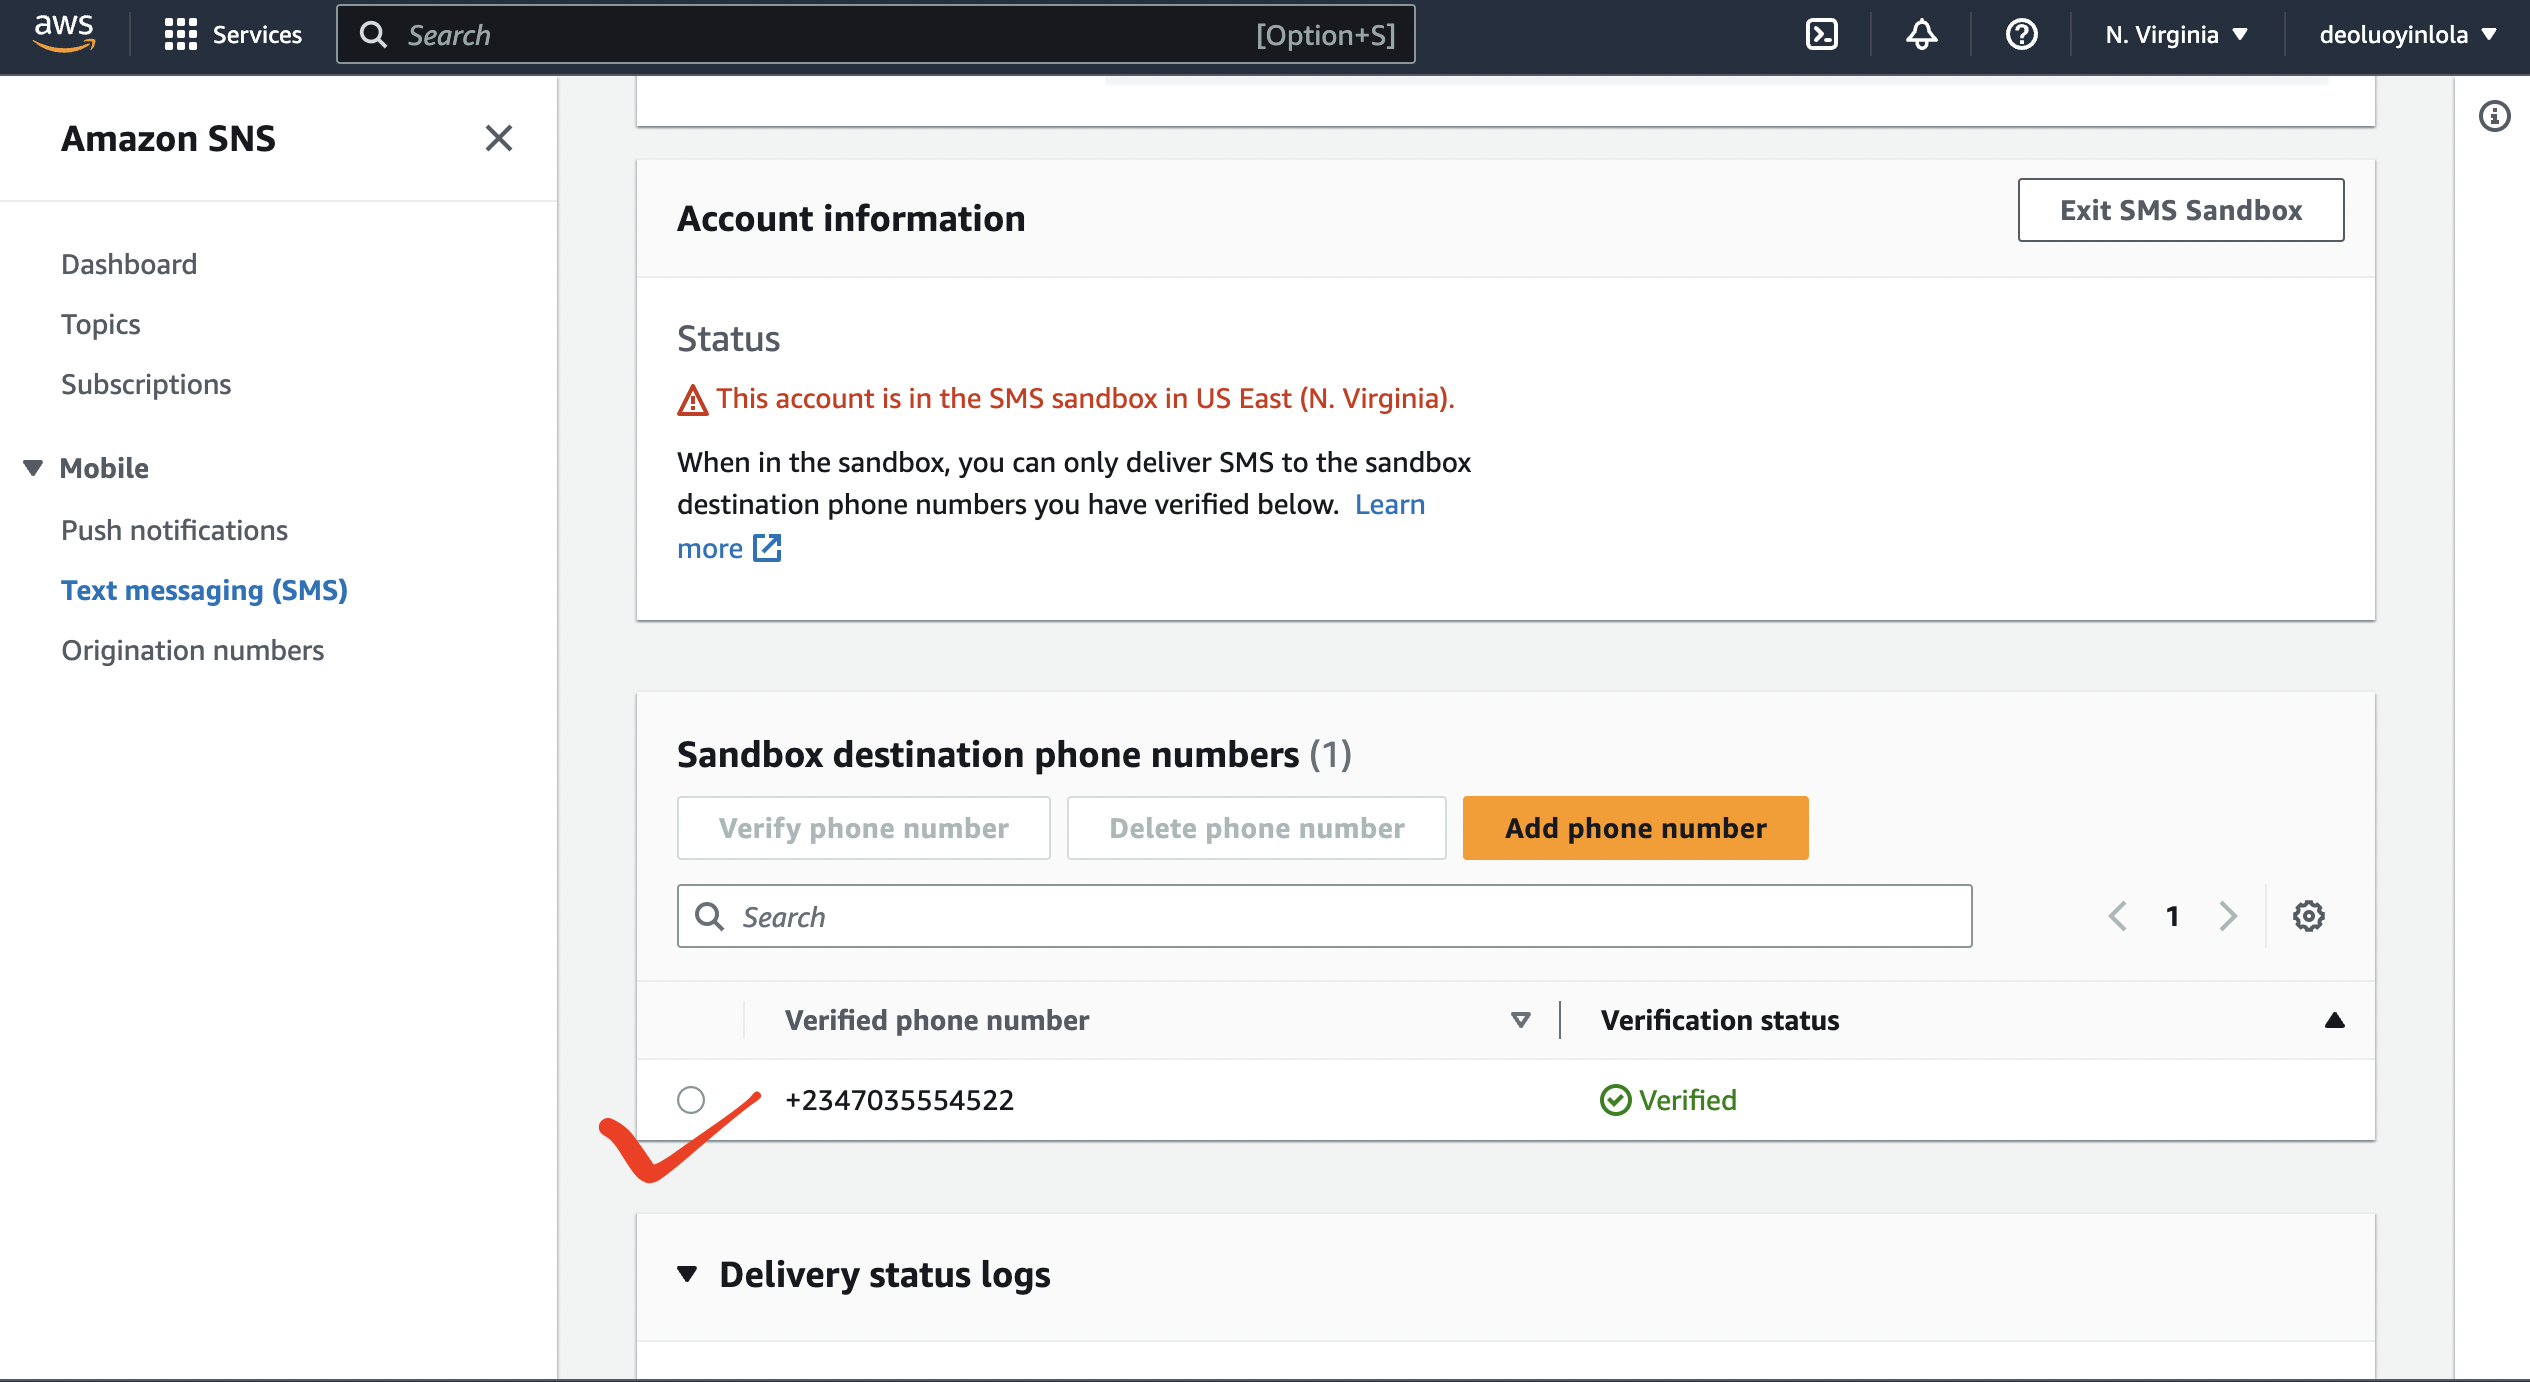 aws
Services
Search
[Option+S]
N. Virginia
deoluoyinlola
Amazon SNS
Dashboard
Topics
Subscriptions
Mobile
Push notifications
Text messaging (SMS)
Origination numbers
Account information
Exit SMS Sandbox
Status
This account is in the SMS sandbox in US East (N. Virginia).
When in the sandbox, you can only deliver SMS to the sandbox
destination phone numbers you have verified below. Learn
more
Sandbox destination phone numbers (1)
Verify phone number
Delete phone number
Add phone number
Search
1
Verified phone number
Verification status
+2347035554522
Verified
Delivery status logs